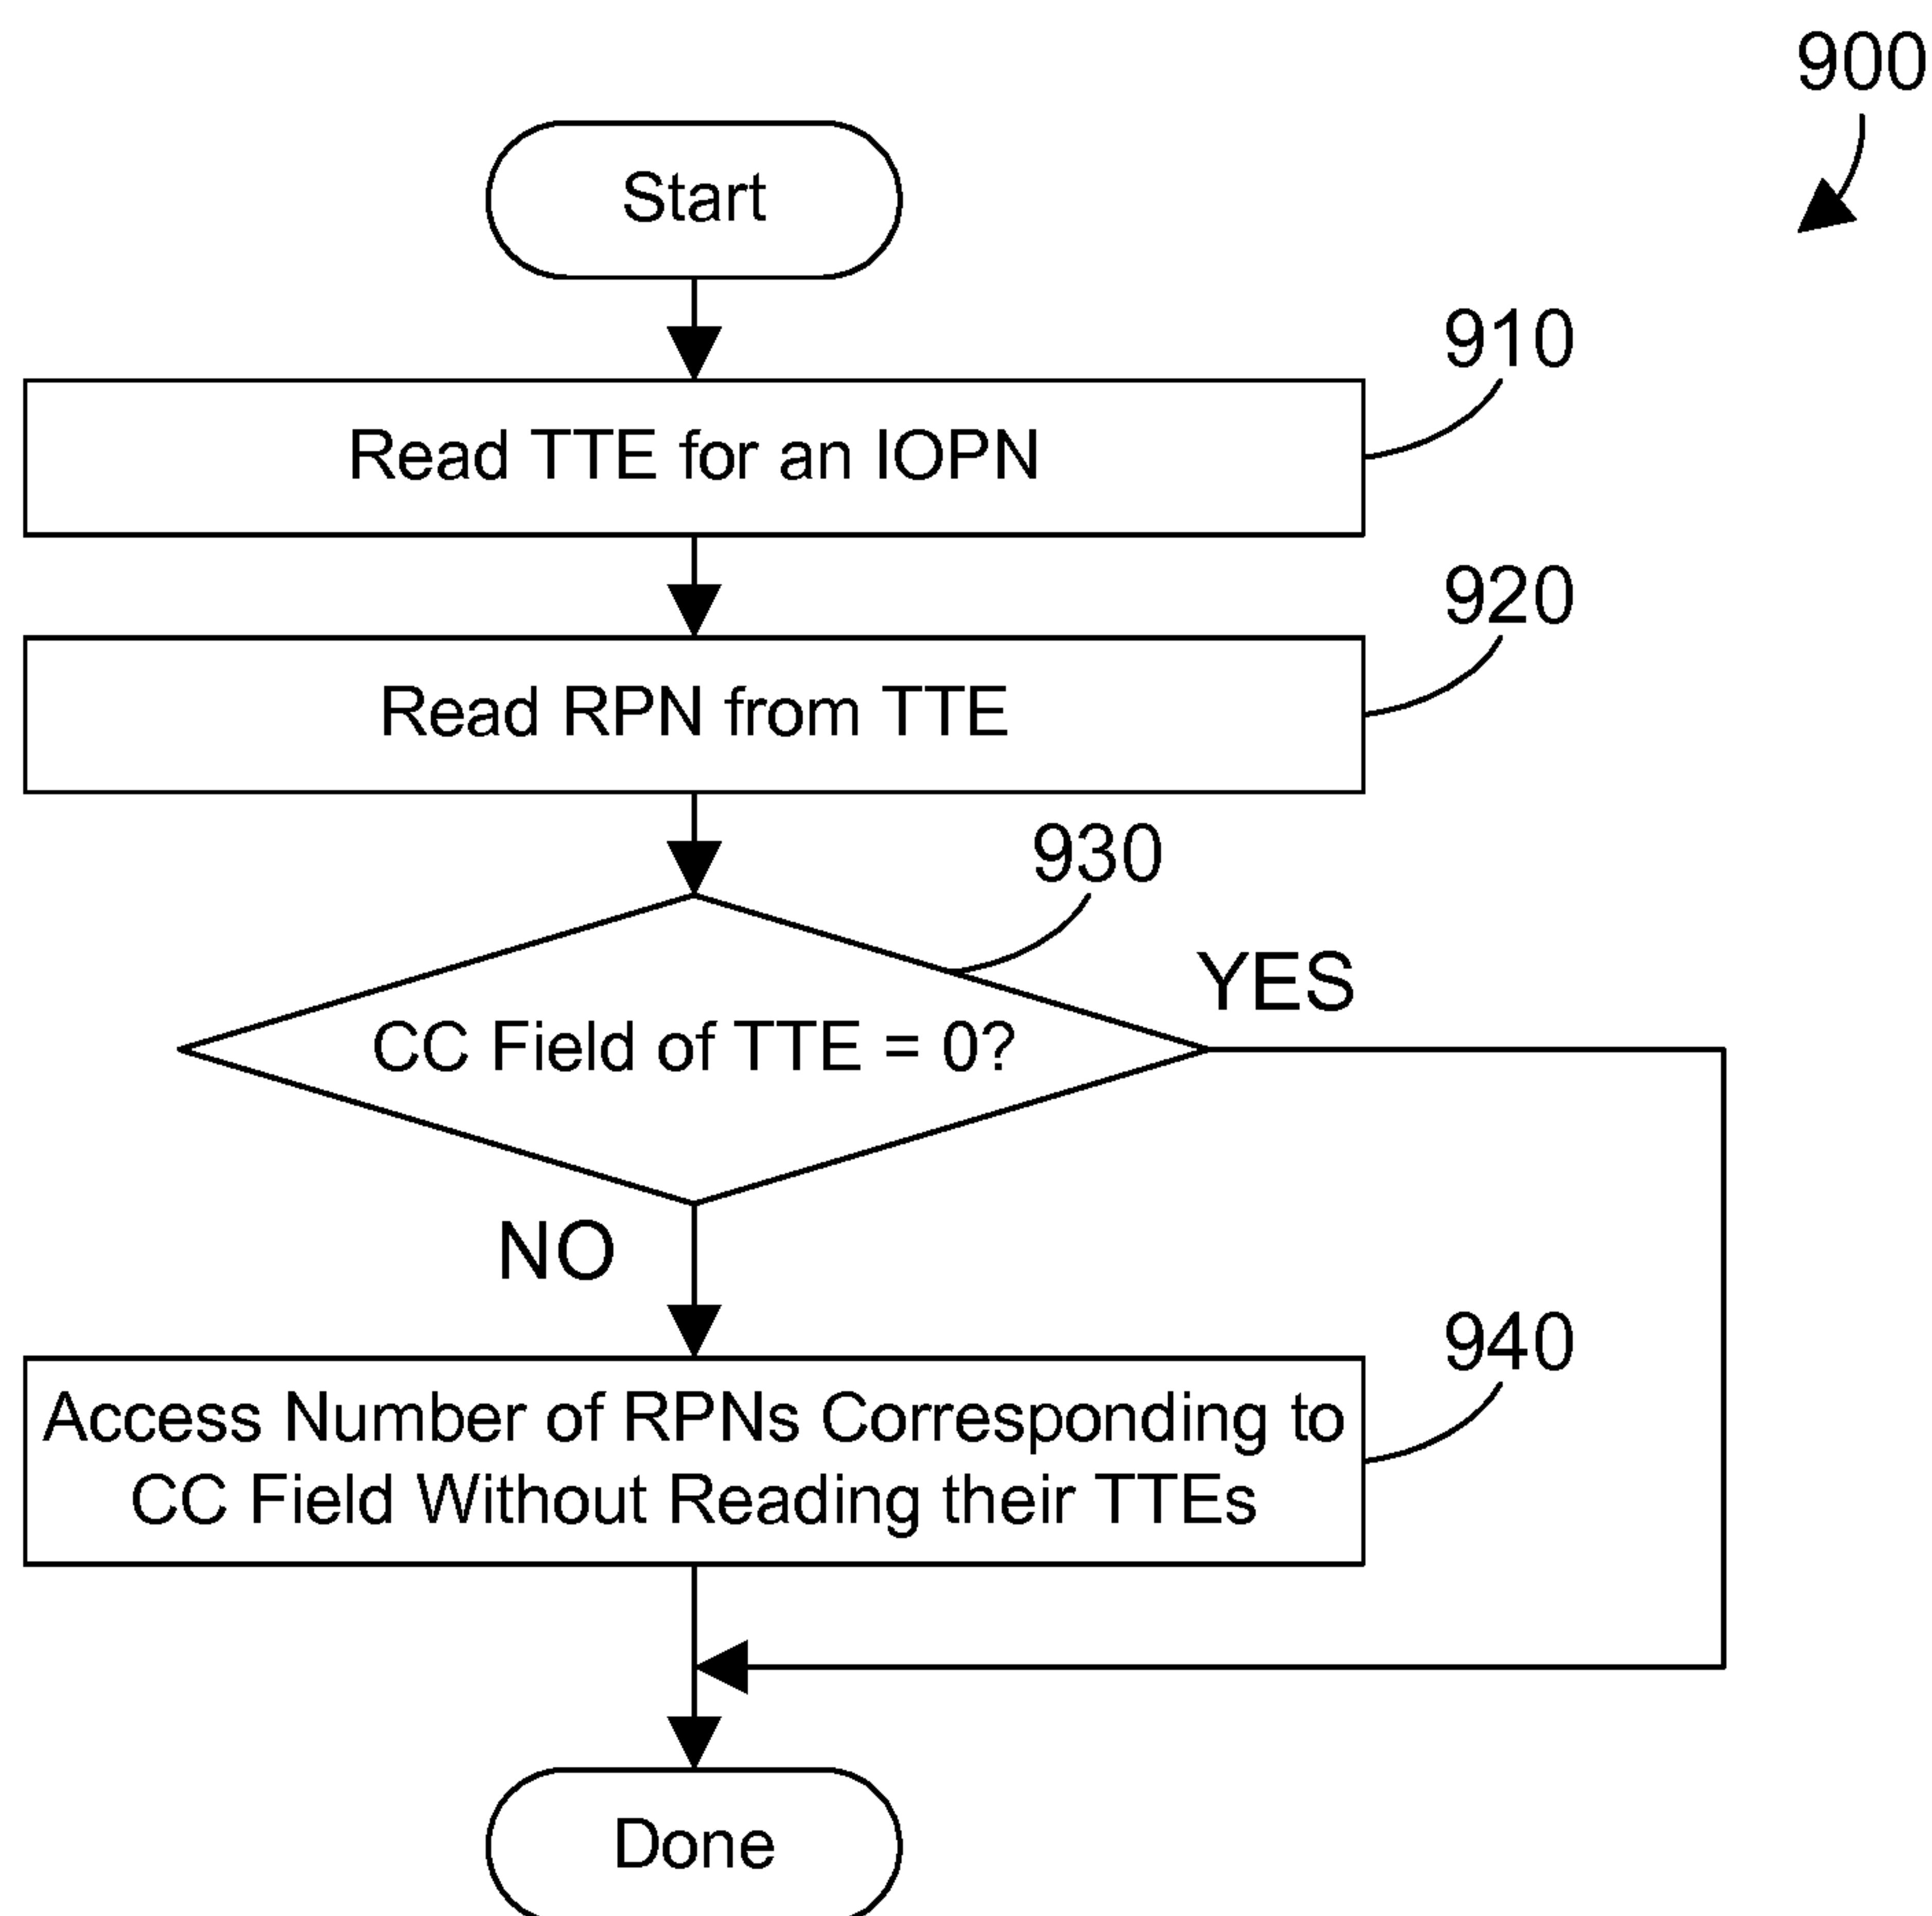 900
Start
910
Read TTE for an IOPN
920
Read RPN from TTE
930
YES
CC Field of TTE = 0?
NO
940
Access Number of RPNs Corresponding to
CC Field Without Reading their TTEs
Done